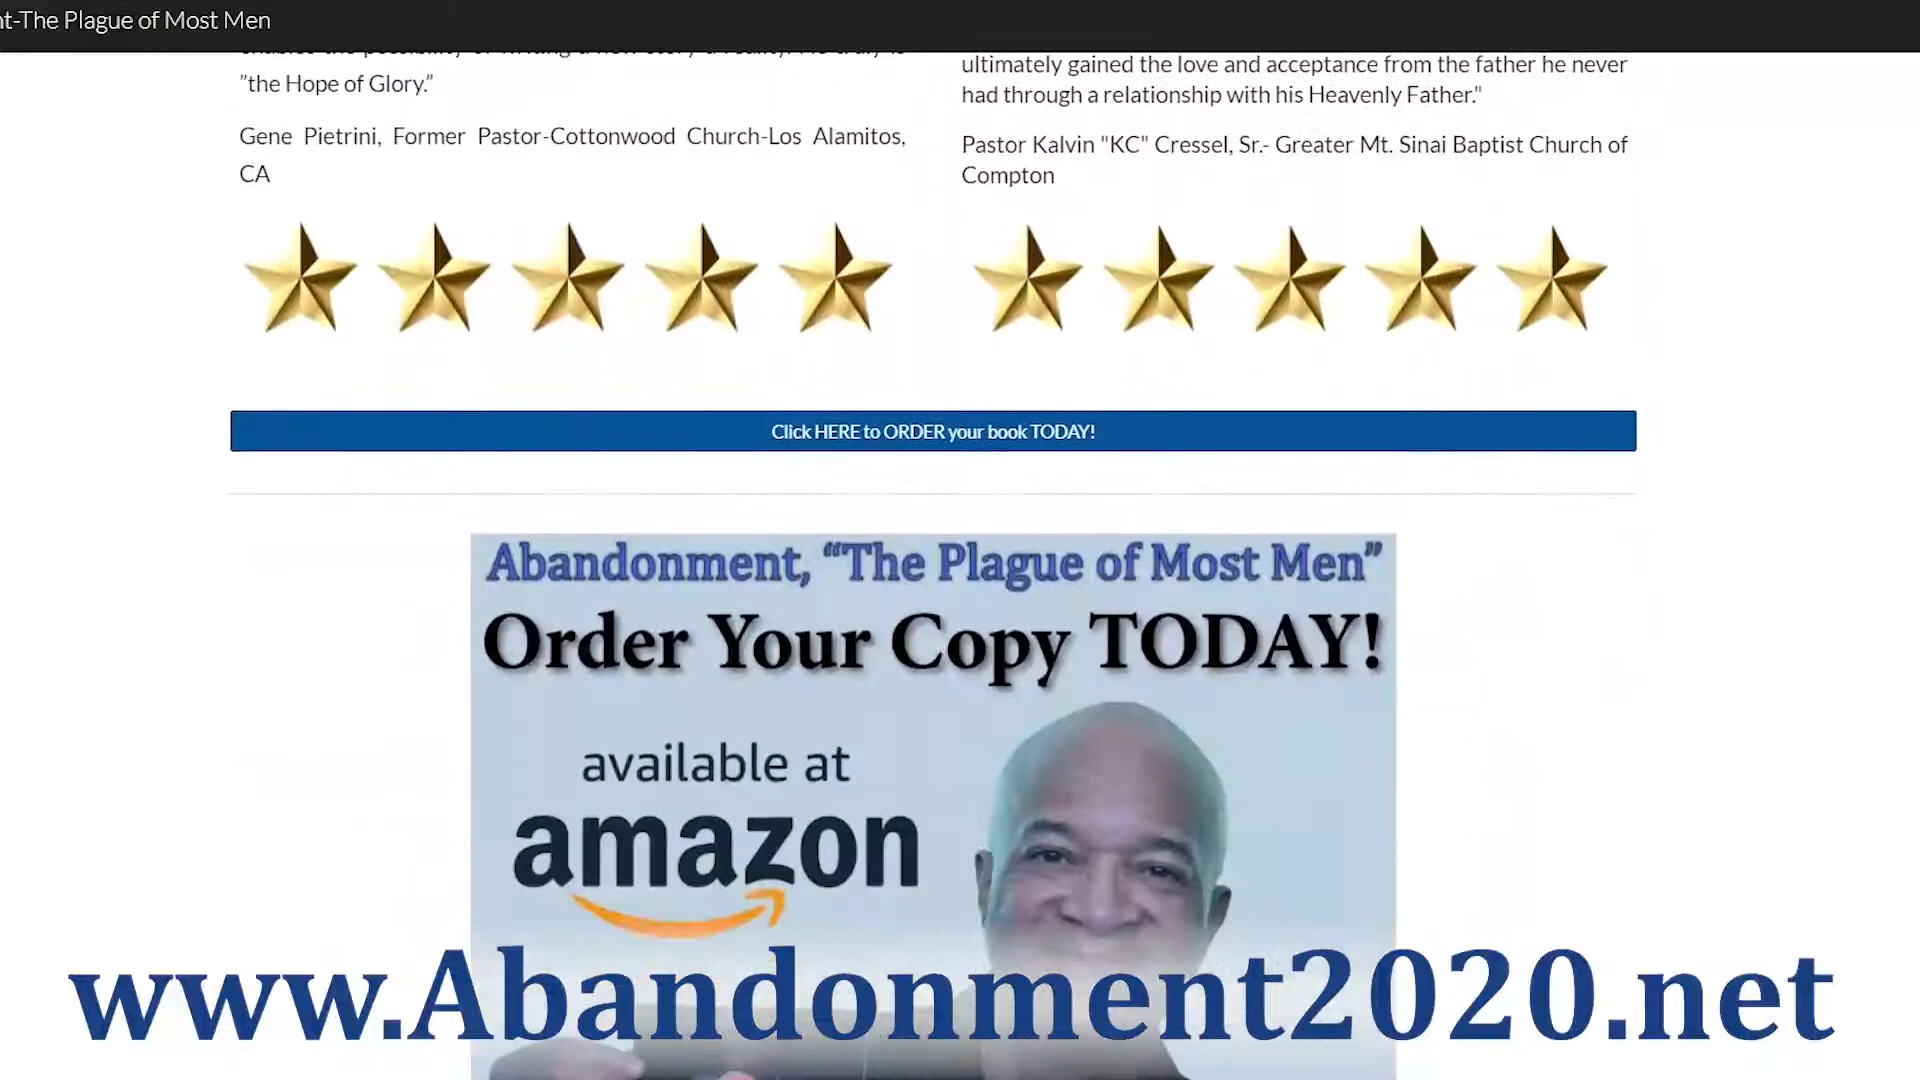 nt-The Plague of Most Men
"the Hope of Glory."
Gene Pietrini, Former Pastor-Cottonwood Church-Los Alamitos,
CA
ultimately gained the love and acceptance from the father he never
had through a relationship with his Heavenly Father."
Pastor Kalvin "KC" Cressel, Sr.- Greater Mt. Sinai Baptist Church of
Compton
Click HERE to ORDER your book TODAY!
Abandonment, “The Plague of Most Men”
Order Your Copy TODAY!
available at
amazon
www.Abandonment2020.net